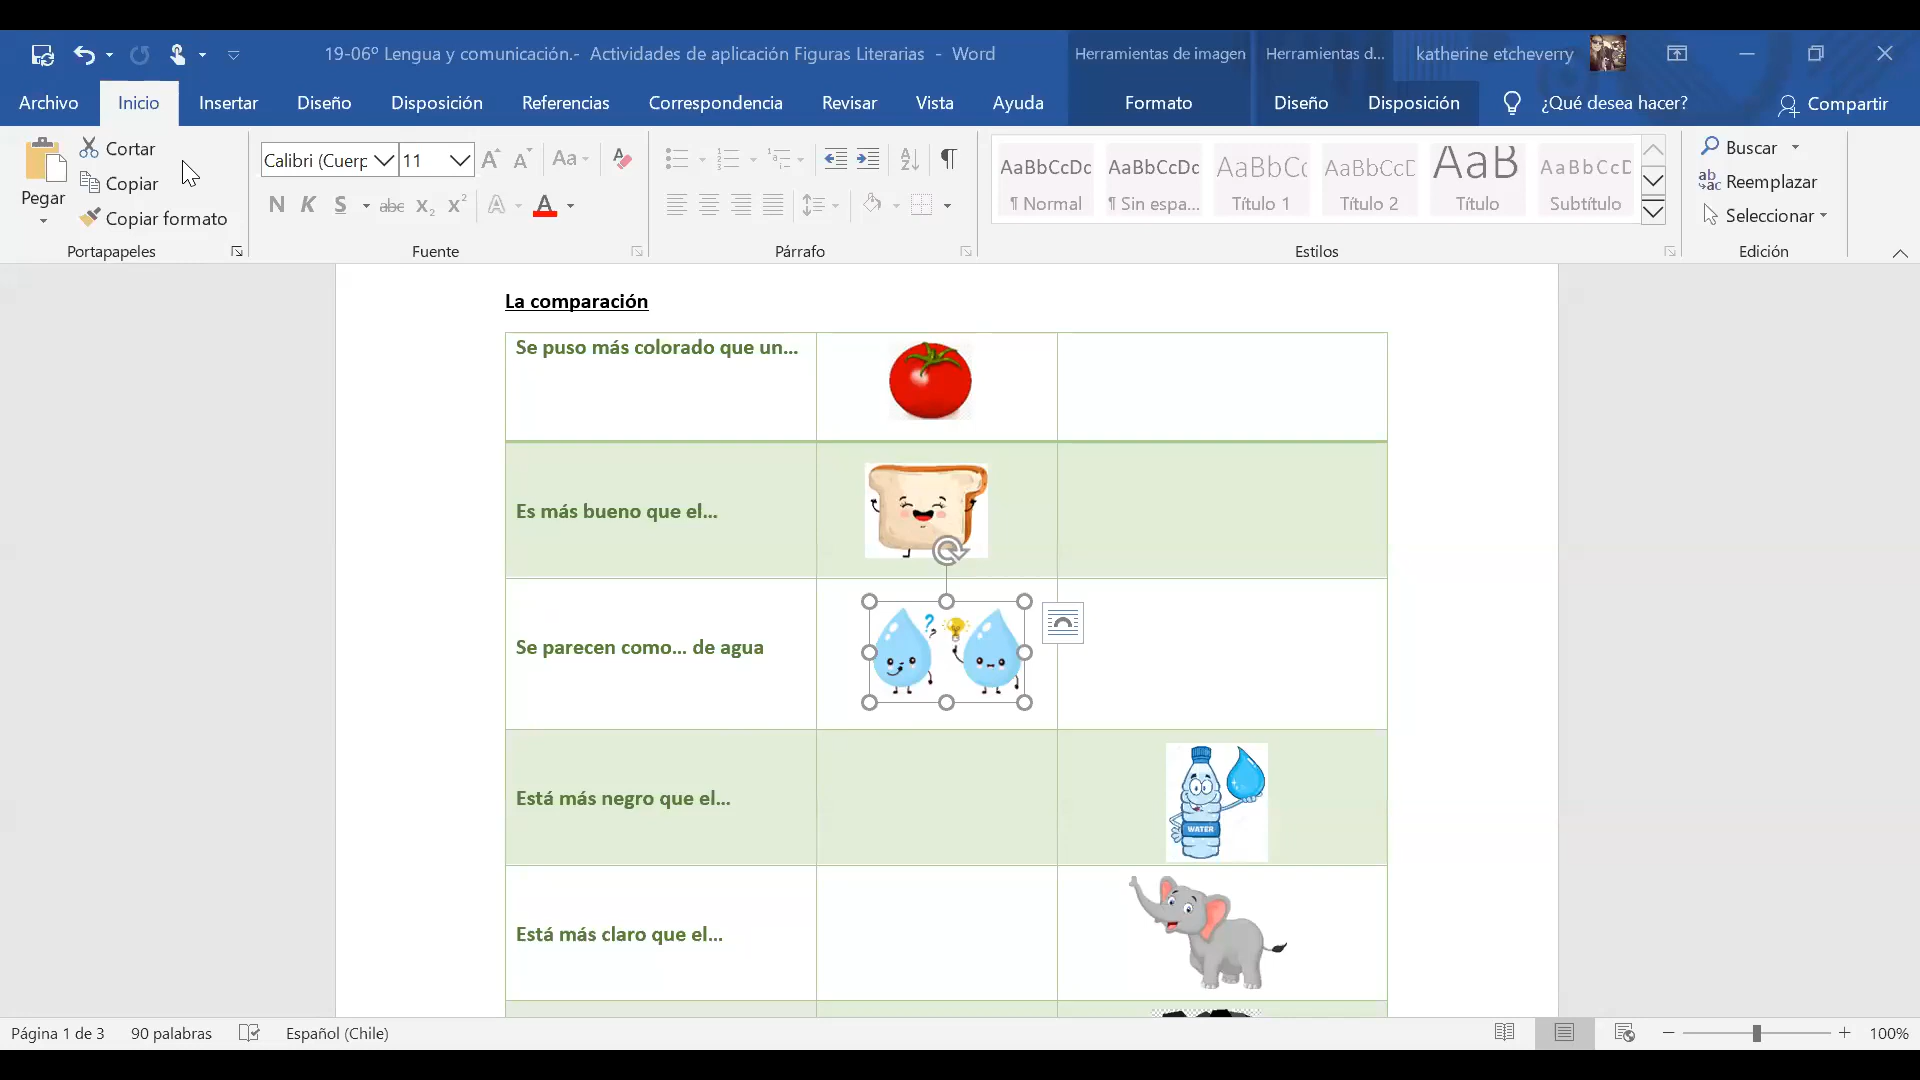 19-06º Lengua y comunicación.- Actividades de aplicación Figuras Literarias - Word
Herramientas de imagen
Herramientas d...
katherine etcheverry
Archivo
Inicio
Insertar
Diseño
Disposición
Referencias
Correspondencia
Revisar
Vista
Ayuda
Formato
Diseño
Disposición
¿Qué desea hacer?
Compartir
Pegar
Cortar
Copiar
Copiar formato
Portapapeles
Calibri (Cuerp
11
Aa
N K S abc x₂ x² A A
Fuente
Párrafo
AaBbCcDc
¶ Normal
AaBbCcDc
¶ Sin espa...
AaBbCc
Título 1
AaBbCcD
Título 2
AaB
Título
AaBbCcD
Subtítulo
Estilos
Buscar
Reemplazar
Seleccionar
Edición
La comparación
Se puso más colorado que un...
Es más bueno que el...
Se parecen como... de agua
Está más negro que el...
WATER
Está más claro que el...
Página 1 de 3
90 palabras
Español (Chile)
100%